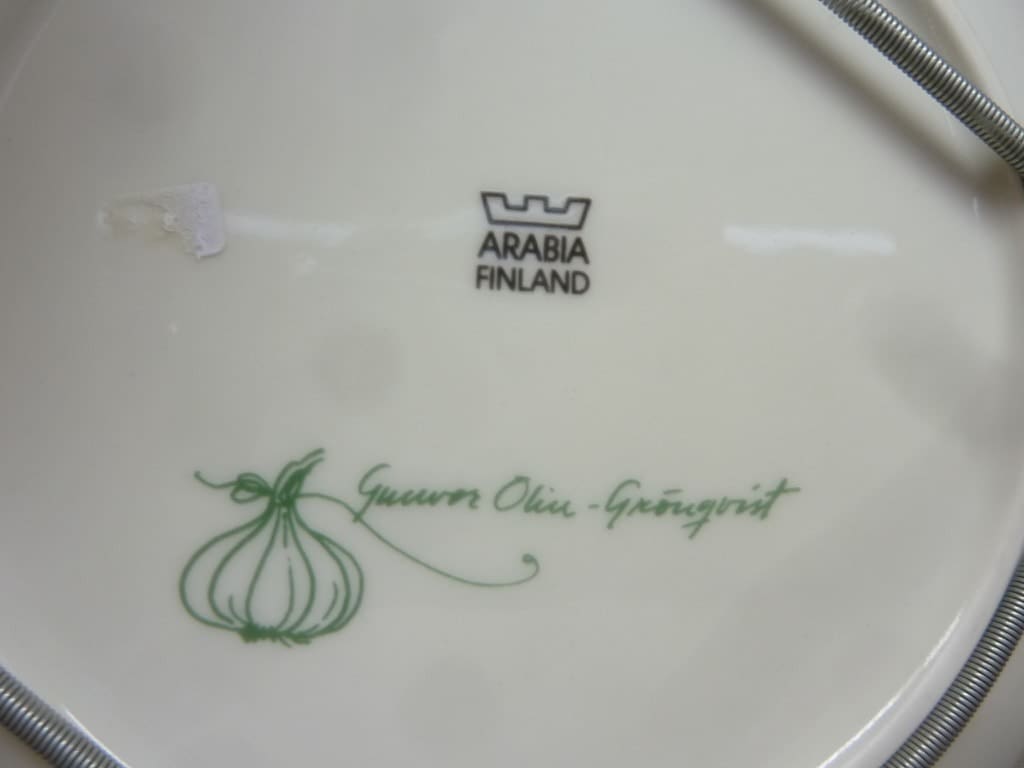 ARABIA
FINLAND
Gunvor Olin-Grönqvist